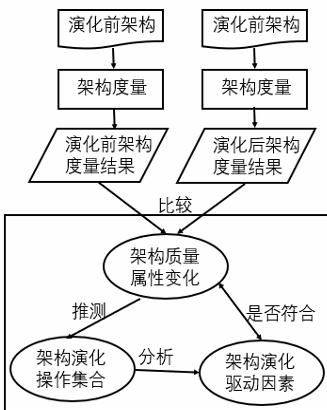 演化前架构
演化前架构
架构度量
架构度量
演化前架构
度量结果
演化后架构
度量结果
比较
架构质量
属性变化
推测
是否符合
架构演化
操作集合
分析
架构演化
驱动因素